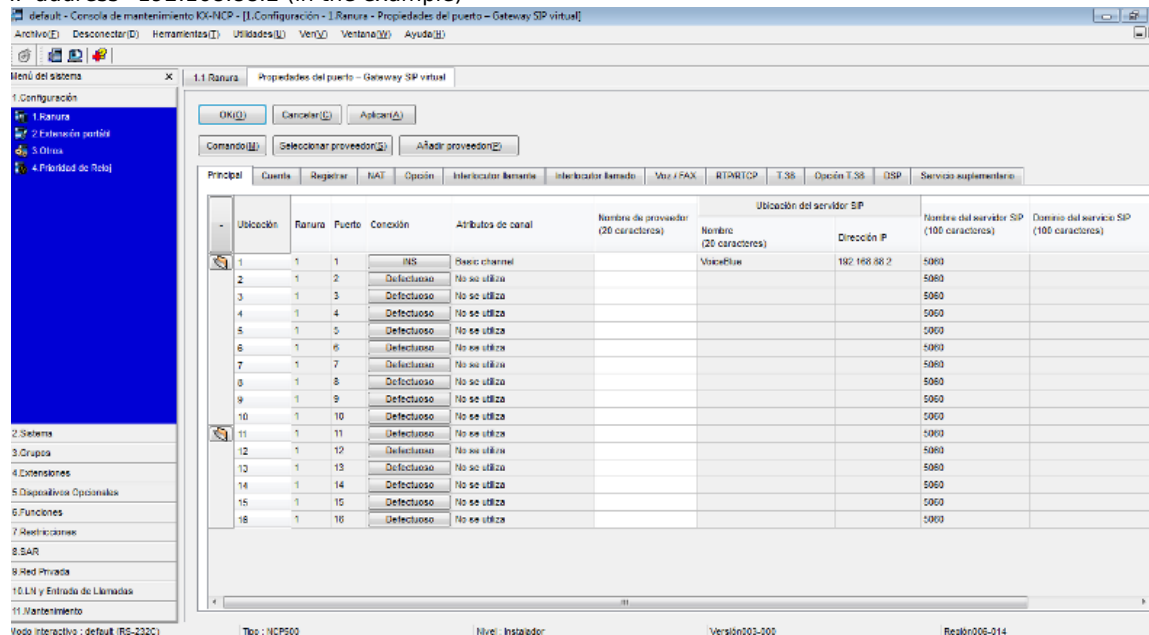 default - Consola de mantenimiento KX-NCP - [1.Configuración - 1.Ranura - Propiedades del puerto – Gateway SIP virtual]
Archivo(F) Desconectar(D) Herramientas(T) Utilidades(U) Ver(V) Ventana(W) Ayuda(H)
Menú del sistema X
1.1 Ranura Propiedades del puerto – Gateway SIP virtual
1.Configuración
1.Ranura
2.Extensión portátil
3.Otros
4.Prioridad de Reloj
OK(O) Cancelar(C) Aplicar(A)
Comando(M) Seleccionar proveedor(S) Añadir proveedor(P)
Principal Cuenta Registrar NAT Opción Interlocutor llamante Interlocutor llamado Voz / FAX RTP/RTCP T.38 Opción T.38 DSP Servicio suplementario
Ubicación Ranura Puerto Conexión Atributos de canal Nombre de proveedor (20 caracteres) Ubicación del servidor SIP Nombre (20 caracteres) Dirección IP Nombre del servidor SIP (100 caracteres) Dominio del servicio SIP (100 caracteres)
1 1 1 INS Basic channel VoiceBlue 192.168.88.2 5060
2 1 2 Defectuoso No se utiliza 5060
3 1 3 Defectuoso No se utiliza 5060
4 1 4 Defectuoso No se utiliza 5060
5 1 5 Defectuoso No se utiliza 5060
6 1 6 Defectuoso No se utiliza 5060
7 1 7 Defectuoso No se utiliza 5060
8 1 8 Defectuoso No se utiliza 5060
9 1 9 Defectuoso No se utiliza 5060
10 1 10 Defectuoso No se utiliza 5060
11 1 11 Defectuoso No se utiliza 5060
12 1 12 Defectuoso No se utiliza 5060
13 1 13 Defectuoso No se utiliza 5060
14 1 14 Defectuoso No se utiliza 5060
15 1 15 Defectuoso No se utiliza 5060
16 1 16 Defectuoso No se utiliza 5060
2.Sistema
3.Grupos
4.Extensiones
5.Dispositivos Opcionales
6.Funciones
7.Restricciones
8.SAR
9.Red Privada
10.LN y Entrada de Llamadas
11.Mantenimiento
Modo Interactivo : default (RS-232C) Tipo : NCP500 Nivel : Instalador Versión003-000 Región006-014